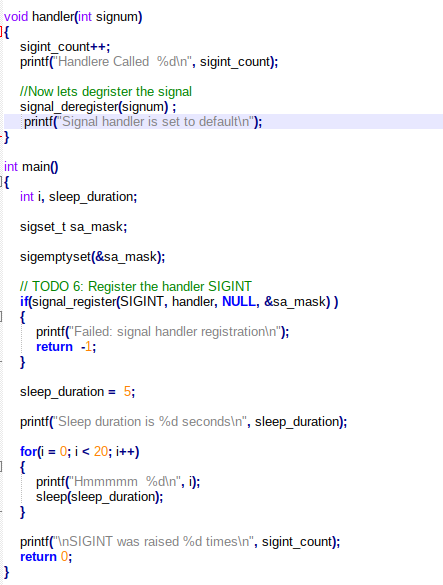 void handler(int signum)
{
sigint_count++;
printf("Handlere Called  %d\n", sigint_count);
//Now lets degrister the signal
signal_deregister(signum) ;
printf("Signal handler is set to default\n");
}
int main()
{
int i, sleep_duration;
sigset_t sa_mask;
sigemptyset(&sa_mask);
// TODO 6: Register the handler SIGINT
if(signal_register(SIGINT, handler, NULL, &sa_mask) )
{
printf("Failed: signal handler registration\n");
return  -1;
}
sleep_duration =  5;
printf("Sleep duration is %d seconds\n", sleep_duration);
for(i = 0; i < 20; i++)
{
printf("Hmmmmm  %d\n", i);
sleep(sleep_duration);
}
printf("\nSIGINT was raised %d times\n", sigint_count);
return 0;
}